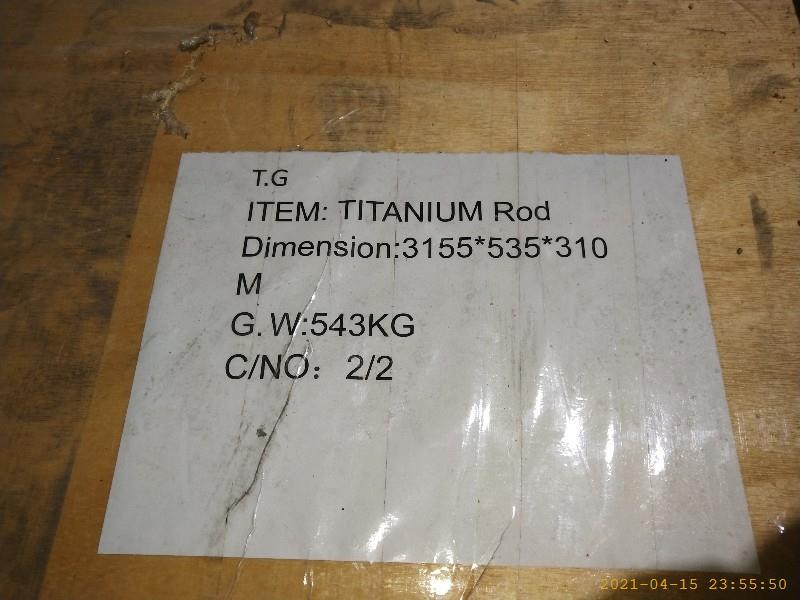 T.G
ITEM: TITANIUM Rod
Dimension:3155*535*310
M
G. W:543KG
C/NO： 2/2
2021-04-15 23:55:50